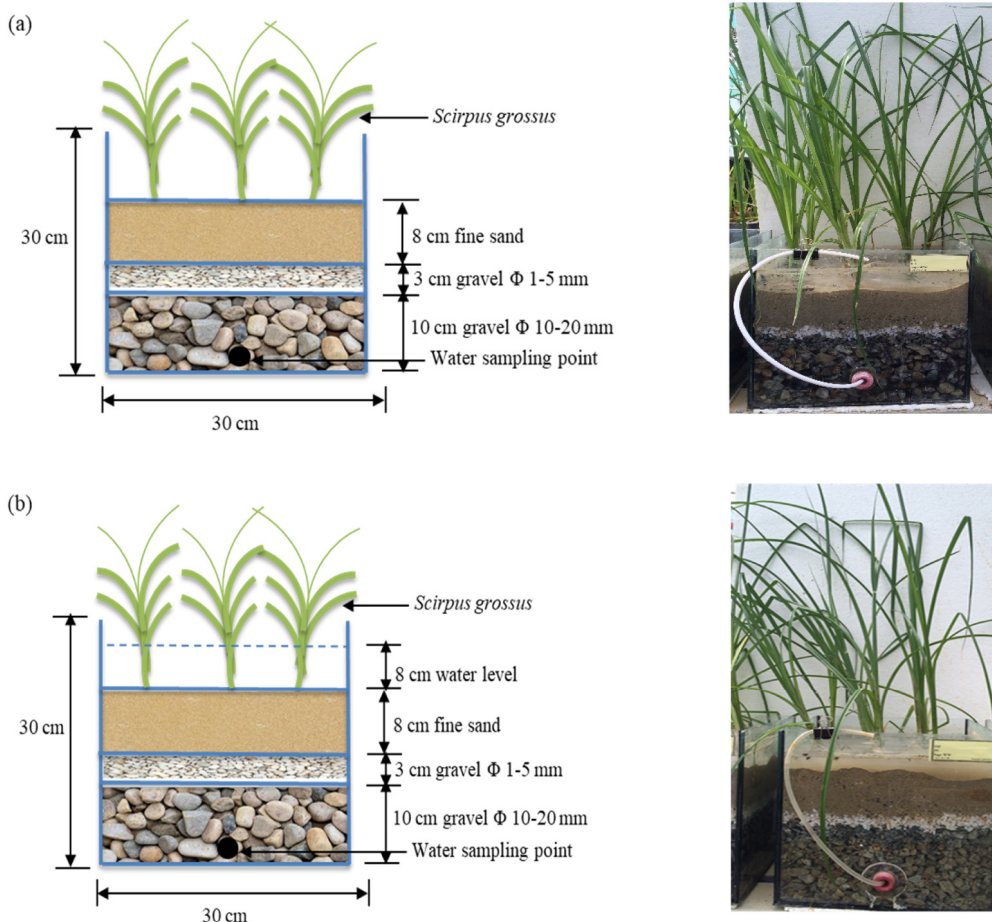 (a)
Scirpus grossus
30 cm
8 cm fine sand
3 cm gravel Φ 1-5 mm
10 cm gravel Φ 10-20 mm
Water sampling point
30 cm
(b)
Scirpus grossus
8 cm water level
30 cm
8 cm fine sand
3 cm gravel Φ 1-5 mm
10 cm gravel Φ 10-20 mm
Water sampling point
30 cm